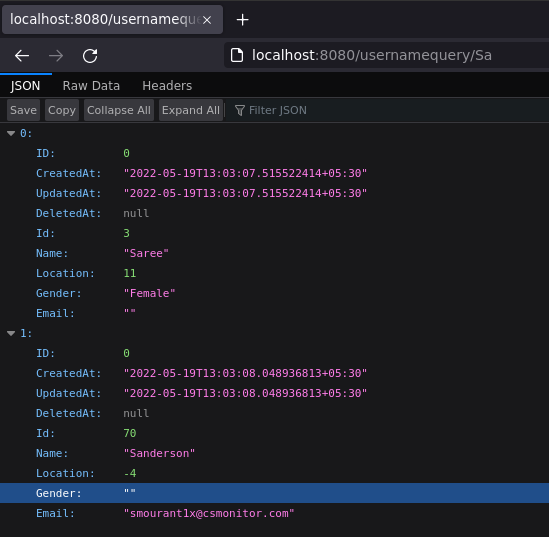 localhost:8080/usernamequ
localhost:8080/usernamequery/Sa
JSON Raw Data Headers
Save Copy Collapse All Expand All Filter JSON
0:
ID: 0
CreatedAt: "2022-05-19T13:03:07.515522414+05:30"
UpdatedAt: "2022-05-19T13:03:07.515522414+05:30"
DeletedAt: null
Id: 3
Name: "Saree"
Location: 11
Gender: "Female"
Email: ""
1:
ID: 0
CreatedAt: "2022-05-19T13:03:08.048936813+05:30"
UpdatedAt: "2022-05-19T13:03:08.048936813+05:30"
DeletedAt: null
Id: 70
Name: "Sanderson"
Location: -4
Gender: ""
Email: "smourant1x@csmonitor.com"